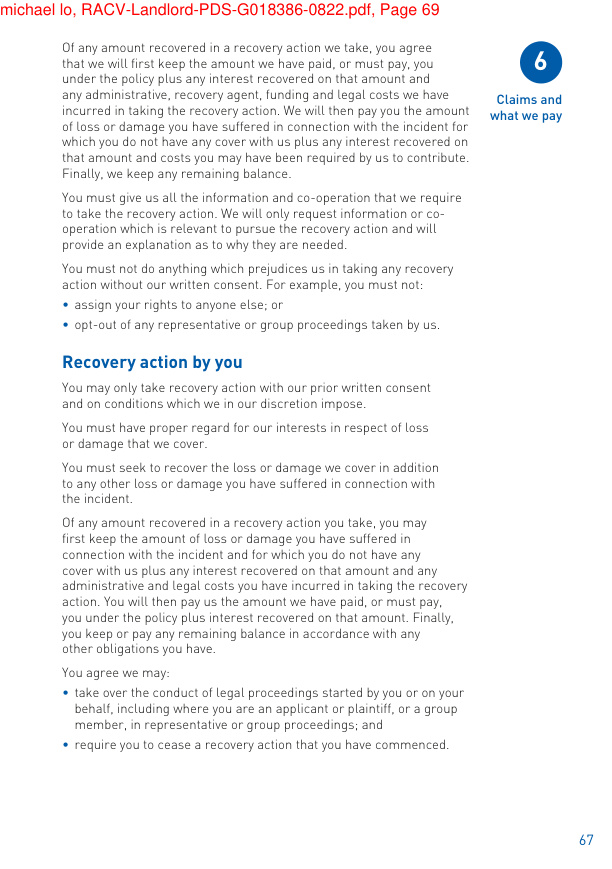 michael lo, RACV-Landlord-PDS-G018386-0822.pdf, Page 69
Of any amount recovered in a recovery action we take, you agree
that we will first keep the amount we have paid, or must pay, you
under the policy plus any interest recovered on that amount and
any administrative, recovery agent, funding and legal costs we have
incurred in taking the recovery action. We will then pay you the amount
of loss or damage you have suffered in connection with the incident for
which you do not have any cover with us plus any interest recovered on
that amount and costs you may have been required by us to contribute.
Finally, we keep any remaining balance.
You must give us all the information and co-operation that we require
to take the recovery action. We will only request information or co-
operation which is relevant to pursue the recovery action and will
provide an explanation as to why they are needed.
You must not do anything which prejudices us in taking any recovery
action without our written consent. For example, you must not:
• assign your rights to anyone else; or
• opt-out of any representative or group proceedings taken by us.
Recovery action by you
You may only take recovery action with our prior written consent
and on conditions which we in our discretion impose.
You must have proper regard for our interests in respect of loss
or damage that we cover.
You must seek to recover the loss or damage we cover in addition
to any other loss or damage you have suffered in connection with
the incident.
Of any amount recovered in a recovery action you take, you may
first keep the amount of loss or damage you have suffered in
connection with the incident and for which you do not have any
cover with us plus any interest recovered on that amount and any
administrative and legal costs you have incurred in taking the recovery
action. You will then pay us the amount we have paid, or must pay,
you under the policy plus interest recovered on that amount. Finally,
you keep or pay any remaining balance in accordance with any
other obligations you have.
You agree we may:
• take over the conduct of legal proceedings started by you or on your
behalf, including where you are an applicant or plaintiff, or a group
member, in representative or group proceedings; and
• require you to cease a recovery action that you have commenced.
6
Claims and
what we pay
67